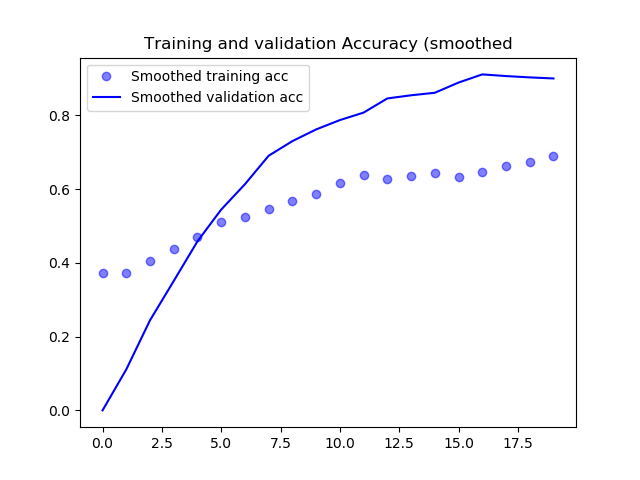 Training and validation Accuracy (smoothed
Smoothed training acc
Smoothed validation acc
0.8
0.6
0.4
0.2
0.0
0.0 2.5 5.0 7.5 10.0 12.5 15.0 17.5